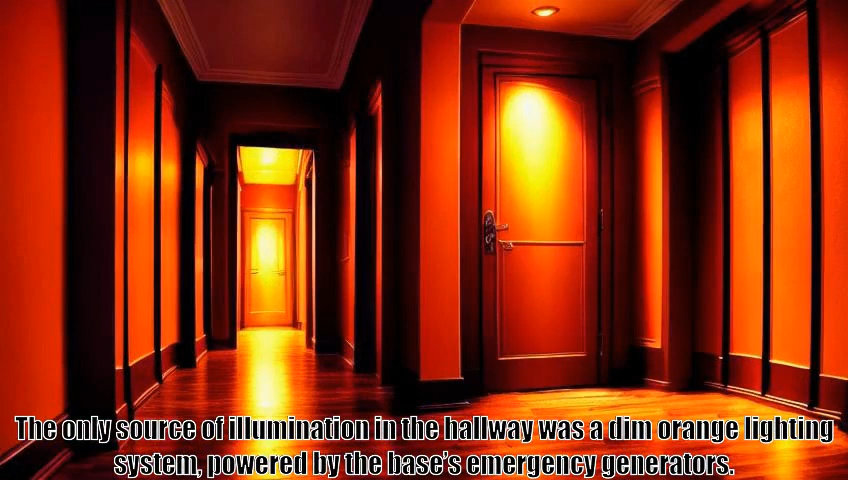 The only source of illumination in the hallway was a dim orange lighting
system, powered by the base’s emergency generators.